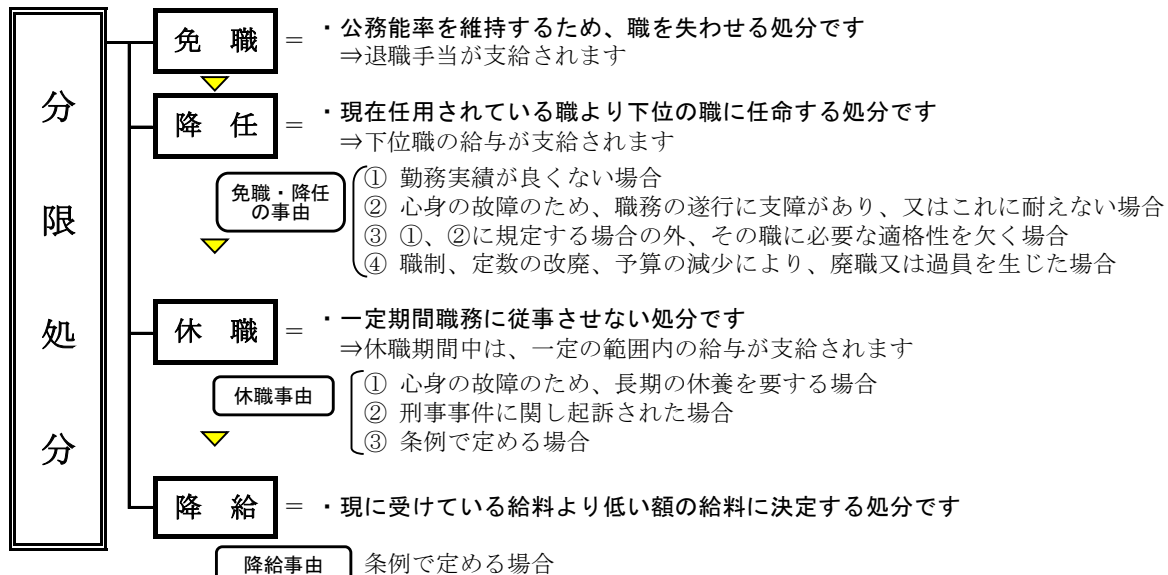 分限処分
免職 = ・公務能率を維持するため、職を失わせる処分です
⇒退職手当が支給されます
降任 = ・現在任用されている職より下位の職に任命する処分です
⇒下位職の給与が支給されます
免職・降任
の事由
① 勤務実績が良くない場合
② 心身の故障のため、職務の遂行に支障があり、又はこれに耐えない場合
③ ①、②に規定する場合の外、その職に必要な適格性を欠く場合
④ 職制、定数の改廃、予算の減少により、廃職又は過員を生じた場合
休職 = ・一定期間職務に従事させない処分です
⇒休職期間中は、一定の範囲内の給与が支給されます
休職事由
① 心身の故障のため、長期の休養を要する場合
② 刑事事件に関し起訴された場合
③ 条例で定める場合
降給 = ・現に受けている給料より低い額の給料に決定する処分です
降給事由 条例で定める場合